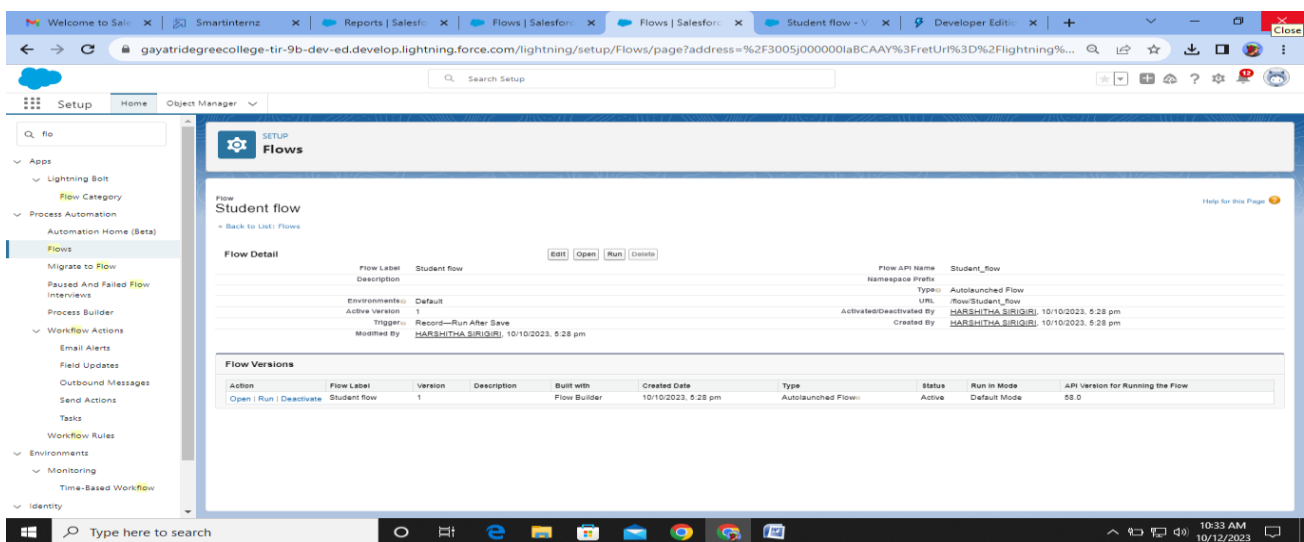 Welcome to Sale
Smartinternz
Reports | Salesfo
Flows | Salesforc
Flows | Salesforc
Student flow - V
Developer Editio
Close
gayatridegreecollege-tir-9b-dev-ed.develop.lightning.force.com/lightning/setup/Flows/page?address=%2F3005j000000IaBCAAY%3FretUrl%3D%2Flightning%...
Search Setup
12
Setup
Home
Object Manager
flo
Apps
Lightning Bolt
Flow Category
Process Automation
Automation Home (Beta)
Flows
Migrate to Flow
Paused And Failed Flow
Interviews
Process Builder
Workflow Actions
Email Alerts
Field Updates
Outbound Messages
Send Actions
Tasks
Workflow Rules
Environments
Monitoring
Time-Based Workflow
Identity
SETUP
Flows
Flow
Student flow
Help for this Page
« Back to List: Flows
Flow Detail
Edit Open Run Delete
Flow Label Student flow Flow API Name Student_flow
Description Namespace Prefix
Type Autolaunched Flow
Environments Default URL /flow/Student_flow
Active Version 1 Activated/Deactivated By HARSHITHA SIRIGIRI, 10/10/2023, 5:28 pm
Trigger Record—Run After Save Created By HARSHITHA SIRIGIRI, 10/10/2023, 5:28 pm
Modified By HARSHITHA SIRIGIRI, 10/10/2023, 5:28 pm
Flow Versions
Action Flow Label Version Description Built with Created Date Type Status Run in Mode API Version for Running the Flow
Open | Run | Deactivate Student flow 1 Flow Builder 10/10/2023, 5:28 pm Autolaunched Flow Active Default Mode 58.0
Type here to search
10:33 AM
10/12/2023